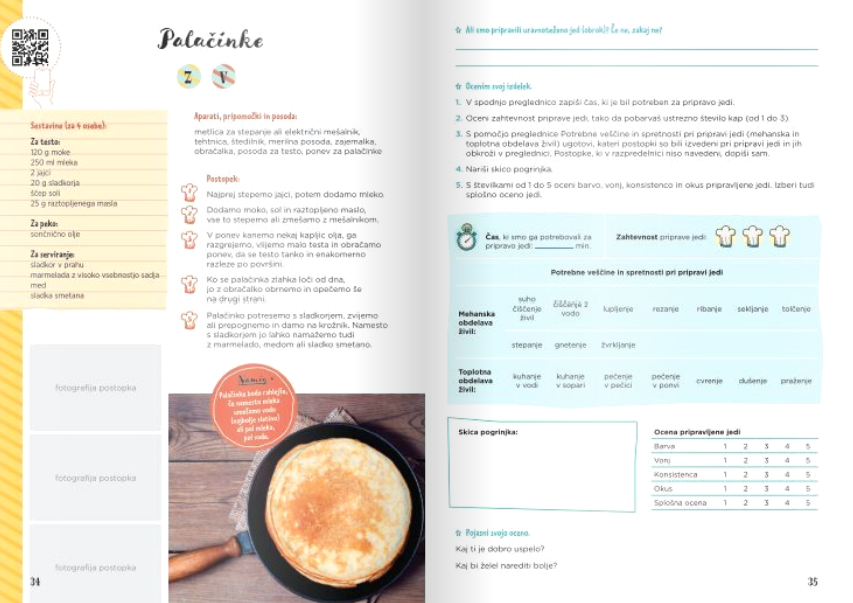 Palačinke
Z V
Sestavine (za 4 osebe):
Za testo:
120 g moke
250 ml mleka
2 jajci
20 g sladkorja
ščep soli
25 g raztopljenega masla
Za peko:
sončnično olje
Za serviranje:
sladkor v prahu
marmelada z visoko vsebnostjo sadja
med
sladka smetana
fotografija postopka
fotografija postopka
fotografija postopka
34
Aparati, pripomočki in posoda:
metlica za stepanje ali električni mešalnik,
tehtnica, štedilnik, merilna posoda, zajemalka,
obračalka, posoda za testo, ponev za palačinke
Postopek:
1 Najprej stepemo jajci, potem dodamo mleko.
2 Dodamo moko, sol in raztopljeno maslo,
vse to stepemo ali zmešamo z mešalnikom.
3 V ponev kanemo nekaj kapljic olja, ga
razgrejemo, vlijemo malo testa in obračamo
ponev, da se testo tanko in enakomerno
razleze po površini.
4 Ko se palačinka zlahka loči od dna,
jo z obračalko obrnemo in opečemo še
na drugi strani.
5 Palačinko potresemo s sladkorjem, zvijemo
ali prepognemo in damo na krožnik. Namesto
s sladkorjem jo lahko namažemo tudi
z marmelado, medom ali sladko smetano.
Namig
Palačinke bodo rahlejše,
če namesto mleka
uporabimo vodo
(najbolje slatino)
ali pol mleka,
pol vode.
Ali smo pripravili uravnoteženo jed (obrok)? Če ne, zakaj ne?
Ocenim svoj izdelek.
1. V spodnjo preglednico zapiši čas, ki je bil potreben za pripravo jedi.
2. Oceni zahtevnost priprave jedi, tako da pobarvaš ustrezno število kap (od 1 do 3).
3. S pomočjo preglednice Potrebne veščine in spretnosti pri pripravi jedi (mehanska in
toplotna obdelava živil) ugotovi, kateri postopki so bili izvedeni pri pripravi jedi in jih
obkroži v preglednici. Postopke, ki v razpredelnici niso navedeni, dopiši sam.
4. Nariši skico pogrinjka.
5. S številkami od 1 do 5 oceni barvo, vonj, konsistenco in okus pripravljene jedi. Izberi tudi
splošno oceno jedi.
Čas, ki smo ga potrebovali za
pripravo jedi: ________ min.
Zahtevnost priprave jedi:
Potrebne veščine in spretnosti pri pripravi jedi
Mehanska
obdelava
živil:
suho
čiščenje
živil
čiščenje z
vodo
lupljenje
rezanje
ribanje
sekljanje
tolčenje
stepanje
gnetenje
žvrkljanje
Toplotna
obdelava
živil:
kuhanje
v vodi
kuhanje
v sopari
pečenje
v pečici
pečenje
v ponvi
cvrenje
dušenje
praženje
Skica pogrinjka:
Ocena pripravljene jedi
Barva 1 2 3 4 5
Vonj 1 2 3 4 5
Konsistenca 1 2 3 4 5
Okus 1 2 3 4 5
Splošna ocena 1 2 3 4 5
Pojasni svojo oceno.
Kaj ti je dobro uspelo?
Kaj bi želel narediti bolje?
35